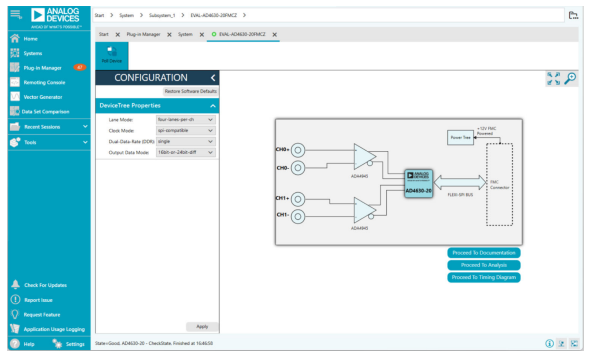 ANALOG
DEVICES
AHEAD OF WHAT'S POSSIBLE™
Start > System > Subsystem_1 > EVAL-AD4630-20FMCZ >
Home
Systems
Plug-in Manager
Remoting Console
Vector Generator
Data Set Comparison
Recent Sessions
Tools
Check For Updates
Report Issue
Request Feature
Application Usage Logging
Help
Settings
Start × Plug-in Manager × System × EVAL-AD4630-20FMCZ ×
Poll Device
CONFIGURATION
Restore Software Defaults
DeviceTree Properties
Lane Mode: four-lanes-per-ch
Clock Mode: spi-compatible
Dual-Data-Rate (DDR): single
Output Data Mode: 16bit-on-24bit-diff
Apply
CH0+
CH0-
ADA4945
CH1+
CH1-
ADA4945
ANALOG
DEVICES
AD4630-20
Power Tree
+ 12V FMC
Powered
FLEXI-SPI BUS
FMC
Connector
Proceed To Documentation
Proceed To Analysis
Proceed To Timing Diagram
State=Good, AD4630-20 - CheckState. Finished at 16:46:50